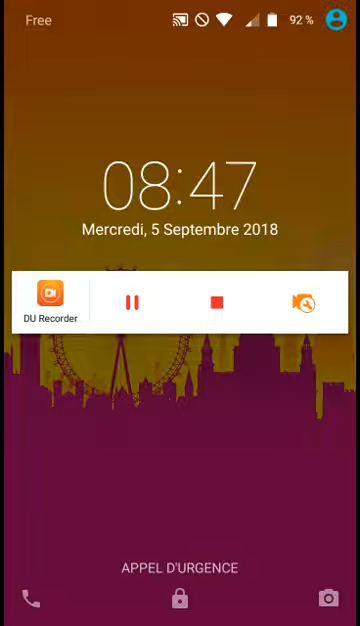 Free
92 %
08:47
Mercredi, 5 Septembre 2018
DU Recorder
APPEL D'URGENCE